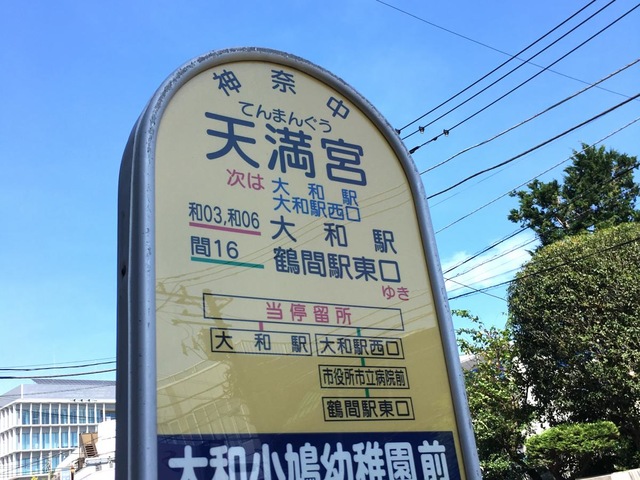 神奈中
てんまんぐう
天満宮
次は 大和駅
大和駅西口
和03,和06 大和駅
間16 鶴間駅東口
ゆき
当停留所
大和駅 大和駅西口
市役所市立病院前
鶴間駅東口
大和小鳩幼稚園前